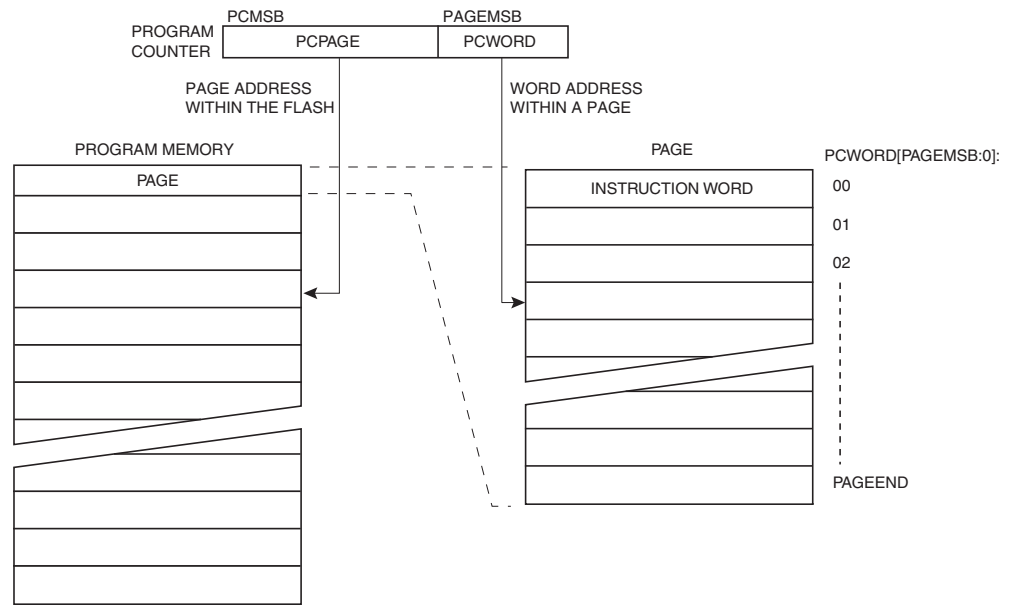 PCMSB
PAGEMSB
PROGRAM
COUNTER
PCPAGE
PCWORD
PAGE ADDRESS
WITHIN THE FLASH
WORD ADDRESS
WITHIN A PAGE
PROGRAM MEMORY
PAGE
PAGE
PCWORD[PAGEMSB:0]:
INSTRUCTION WORD
00
01
02
PAGEEND